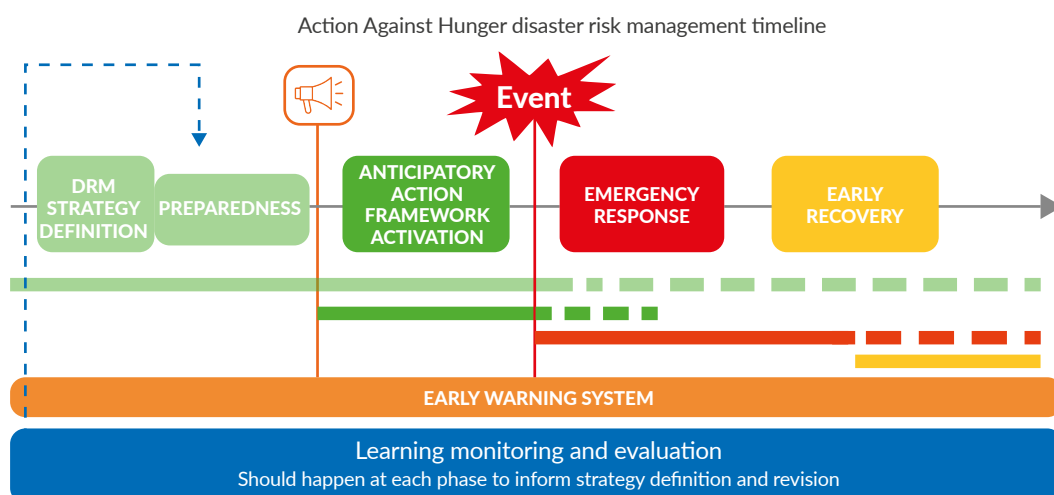 Action Against Hunger disaster risk management timeline
Event
DRM
STRATEGY
DEFINITION
PREPAREDNESS
ANTICIPATORY
ACTION
FRAMEWORK
ACTIVATION
EMERGENCY
RESPONSE
EARLY
RECOVERY
EARLY WARNING SYSTEM
Learning monitoring and evaluation
Should happen at each phase to inform strategy definition and revision